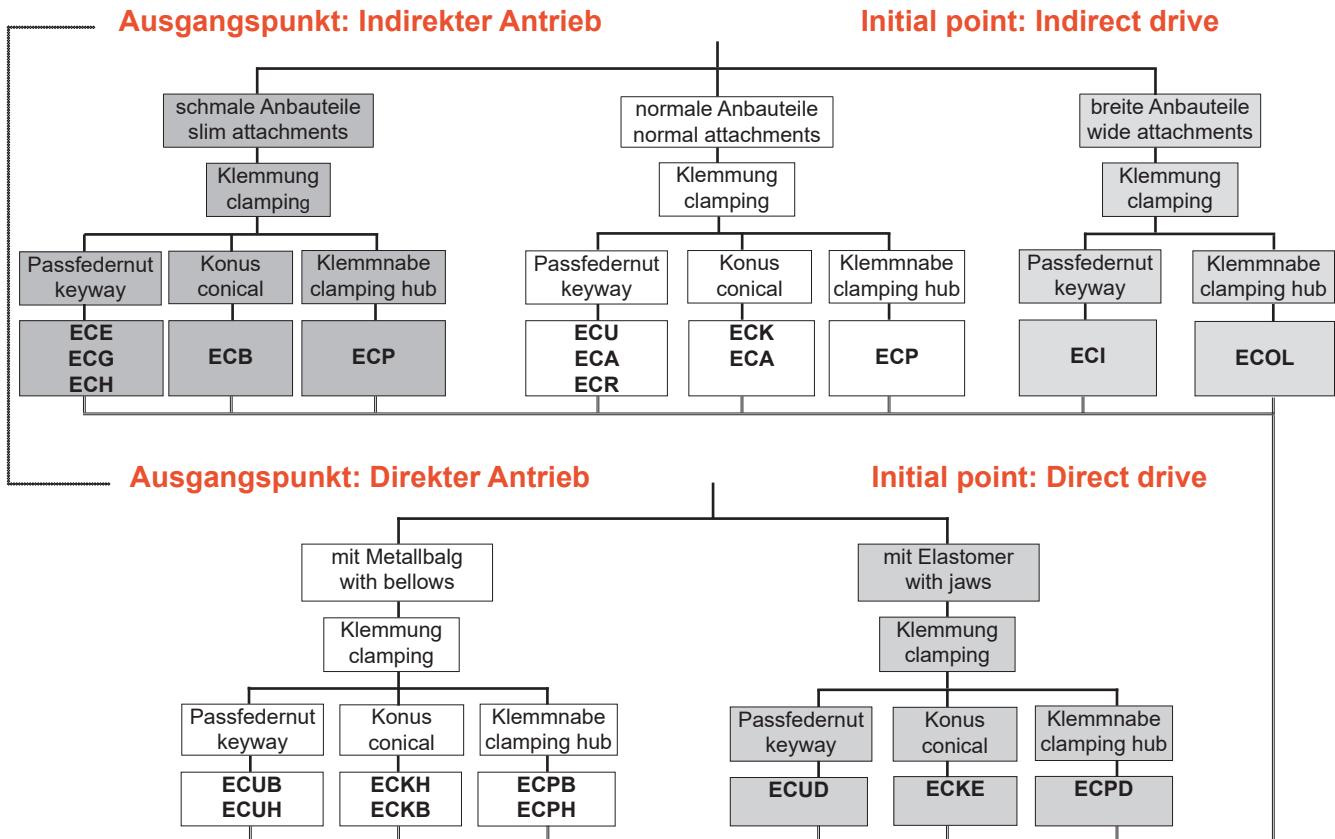 Ausgangspunkt: Indirekter Antrieb
Initial point: Indirect drive
schmale Anbauteile
slim attachments
normale Anbauteile
normal attachments
breite Anbauteile
wide attachments
Klemmung
clamping
Klemmung
clamping
Klemmung
clamping
Passfedernut
keyway
Konus
conical
Klemmnabe
clamping hub
Passfedernut
keyway
Konus
conical
Klemmnabe
clamping hub
Passfedernut
keyway
Klemmnabe
clamping hub
ECE
ECG
ECH
ECB
ECP
ECU
ECA
ECR
ECK
ECA
ECP
ECI
ECOL
Ausgangspunkt: Direkter Antrieb
Initial point: Direct drive
mit Metallbalg
with bellows
mit Elastomer
with jaws
Klemmung
clamping
Klemmung
clamping
Passfedernut
keyway
Konus
conical
Klemmnabe
clamping hub
Passfedernut
keyway
Konus
conical
Klemmnabe
clamping hub
ECUB
ECUH
ECKH
ECKB
ECPB
ECPH
ECUD
ECKE
ECPD